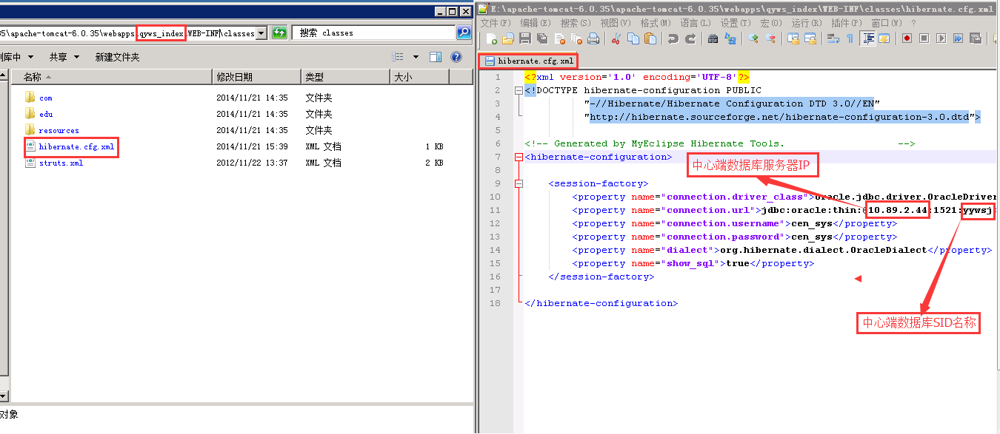 5\apache-tomcat-6.0.35\webapps\qyws_index\WEB-INF\classes
搜索 classes
库中
共享
新建文件夹
名称
修改日期
类型
大小
com
2014/11/21 14:35
文件夹
edu
2014/11/21 14:35
文件夹
resources
2014/11/21 14:35
文件夹
hibernate.cfg.xml
2014/11/21 15:39
XML 文档
1 KB
struts.xml
2012/11/22 13:37
XML 文档
2 KB
对象
E:\apache-tomcat-6.0.35\apache-tomcat-6.0.35\webapps\qyws_index\WEB-INF\classes\hibernate.cfg.xml
文件(F) 编辑(E) 搜索(S) 视图(V) 格式(M) 语言(L) 设置(T) 宏(O) 运行(R) 插件(P) 窗口(W) ?
hibernate.cfg.xml
1 <?xml version='1.0' encoding='UTF-8'?>
2 <!DOCTYPE hibernate-configuration PUBLIC
3 "-//Hibernate/Hibernate Configuration DTD 3.0//EN"
4 "http://hibernate.sourceforge.net/hibernate-configuration-3.0.dtd">
5
6 <!-- Generated by MyEclipse Hibernate Tools. -->
7 <hibernate-configuration>
中心端数据库服务器IP
8
9 <session-factory>
10 <property name="connection.driver_class">oracle.jdbc.driver.OracleDriver
11 <property name="connection.url">jdbc:oracle:thin:@10.89.2.44:1521:yywsj
12 <property name="connection.username">cen_sys</property>
13 <property name="connection.password">cen_sys</property>
14 <property name="dialect">org.hibernate.dialect.OracleDialect</property>
15 <property name="show_sql">true</property>
16 </session-factory>
17
18 </hibernate-configuration>
中心端数据库SID名称